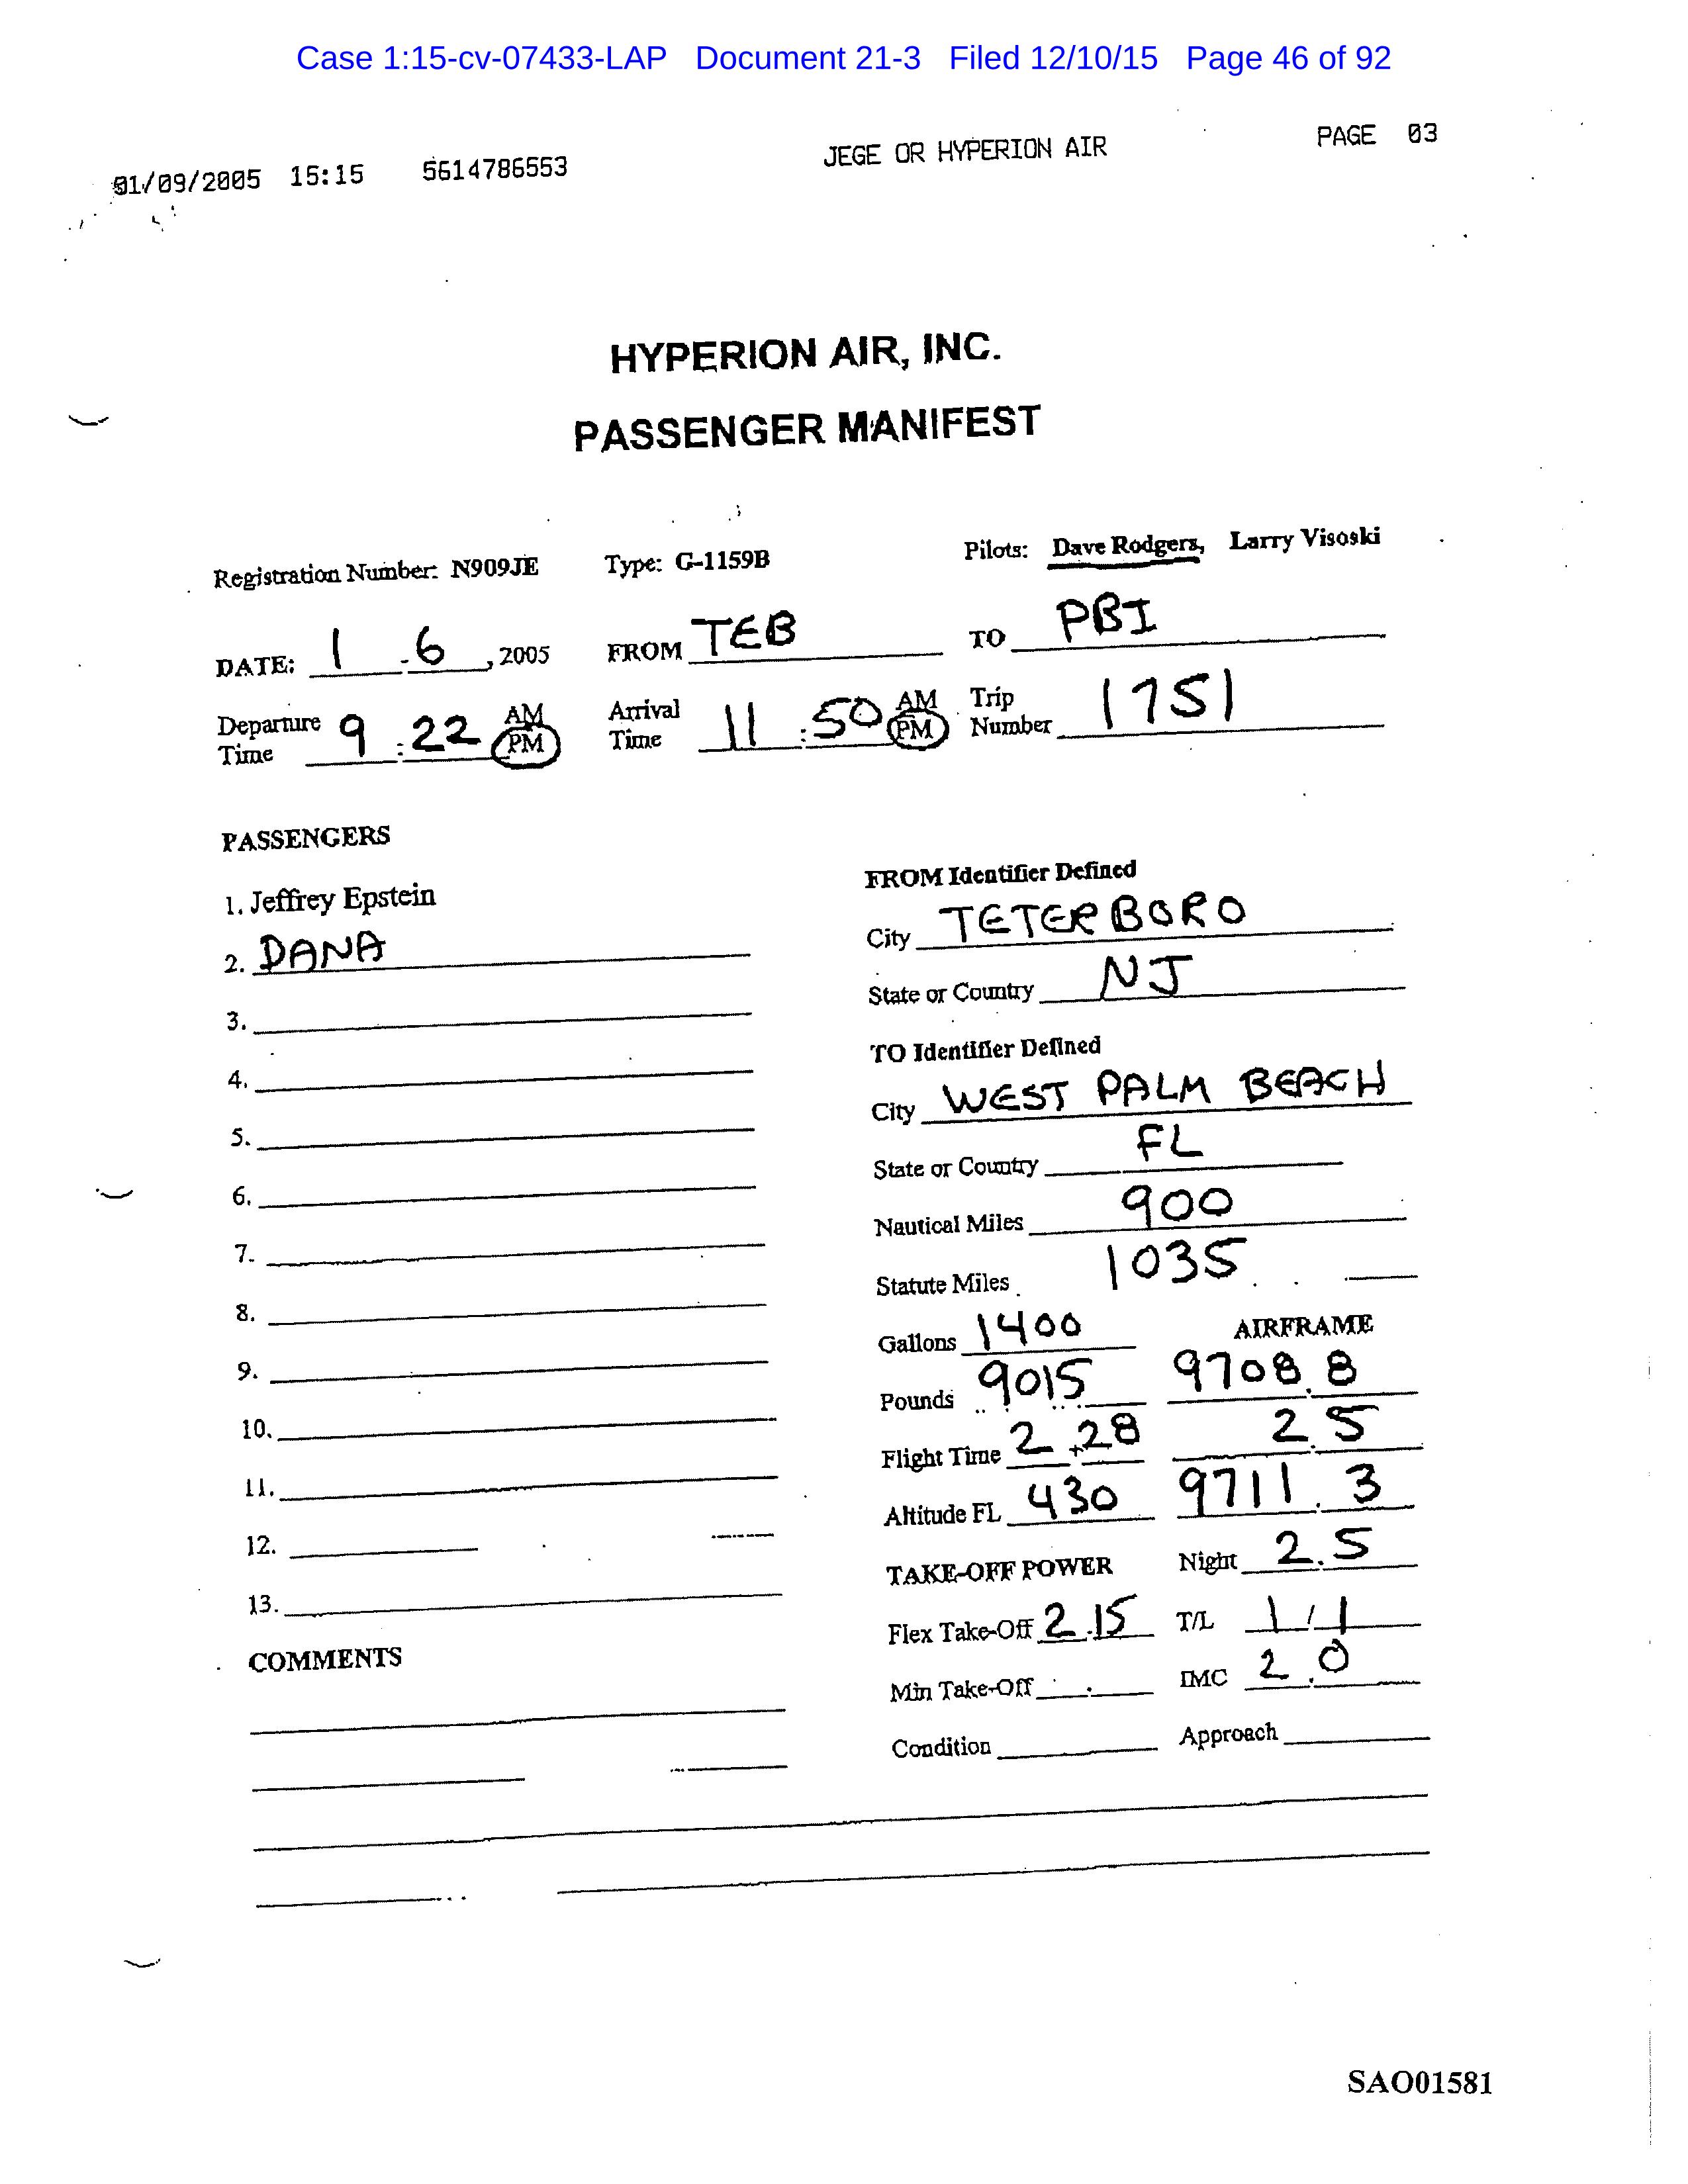 Case 1:15-cv-07433-LAP Document 21-3 Filed 12/10/15 Page 46 of 92
01/09/2005 15:15 5614786553 JEGE OR HYPERION AIR PAGE 03
HYPERION AIR, INC.
PASSENGER MANIFEST
Registration Number: N909JE Type: G-1159B Pilots: Dave Rodgers, Larry Visoski
DATE: 1 - 6, 2005 FROM TEB TO PBI
Departure Time 9:22 AM PM Arrival Time 11:50 AM PM Trip Number 1751
PASSENGERS
1. Jeffrey Epstein
2. DANA
3.
4.
5.
6.
7.
8.
9.
10.
11.
12.
13.
COMMENTS
FROM Identifier Defined
City TETERBORO
State or Country NJ
TO Identifier Defined
City WEST PALM BEACH
State or Country FL
Nautical Miles 900
Statute Miles 1035
Gallons 1400 AIRFRAME
Pounds 9015 9708.8
Flight Time 2+28 2.5
Altitude FL 430 9711.3
TAKE-OFF POWER Night 2.5
Flex Take-Off 2.15 T/L 1/1
Min Take-Off . IMC 2.0
Condition Approach
SAO01581